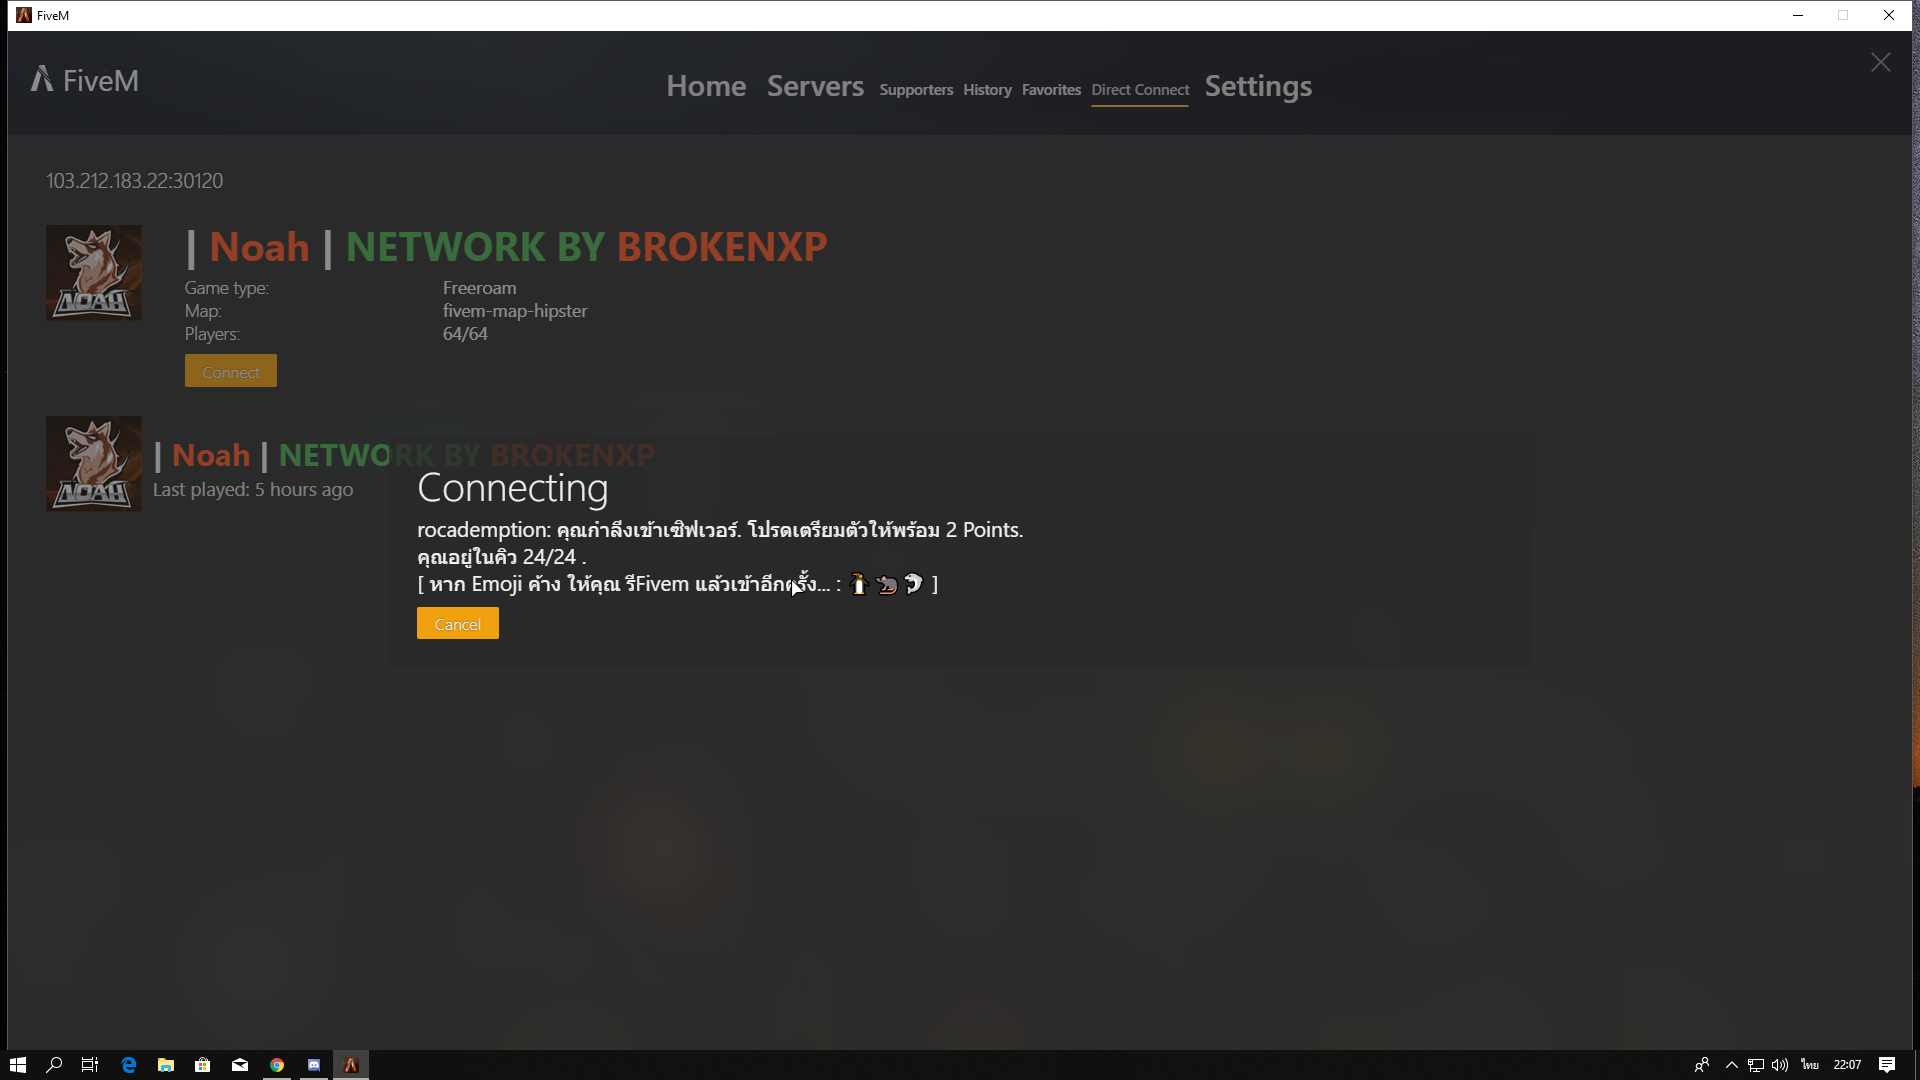 FiveM
FiveM
Home Servers Supporters History Favorites Direct Connect Settings
103.212.183.22:30120
NOAH
| Noah | NETWORK BY BROKENXP
Game type: Freeroam
Map: fivem-map-hipster
Players: 64/64
Connect
NOAH
| Noah | NETWORK BY BROKENXP
Last played: 5 hours ago
Connecting
rocademption: คุณกำลังเข้าเซิฟเวอร์. โปรดเตรียมตัวให้พร้อม 2 Points.
คุณอยู่ในคิว 24/24 .
[ หาก Emoji ค้าง ให้คุณ รีFivem แล้วเข้าอีกครั้ง... : 🐧 🐀 🐬 ]
Cancel
ไทย 22:07